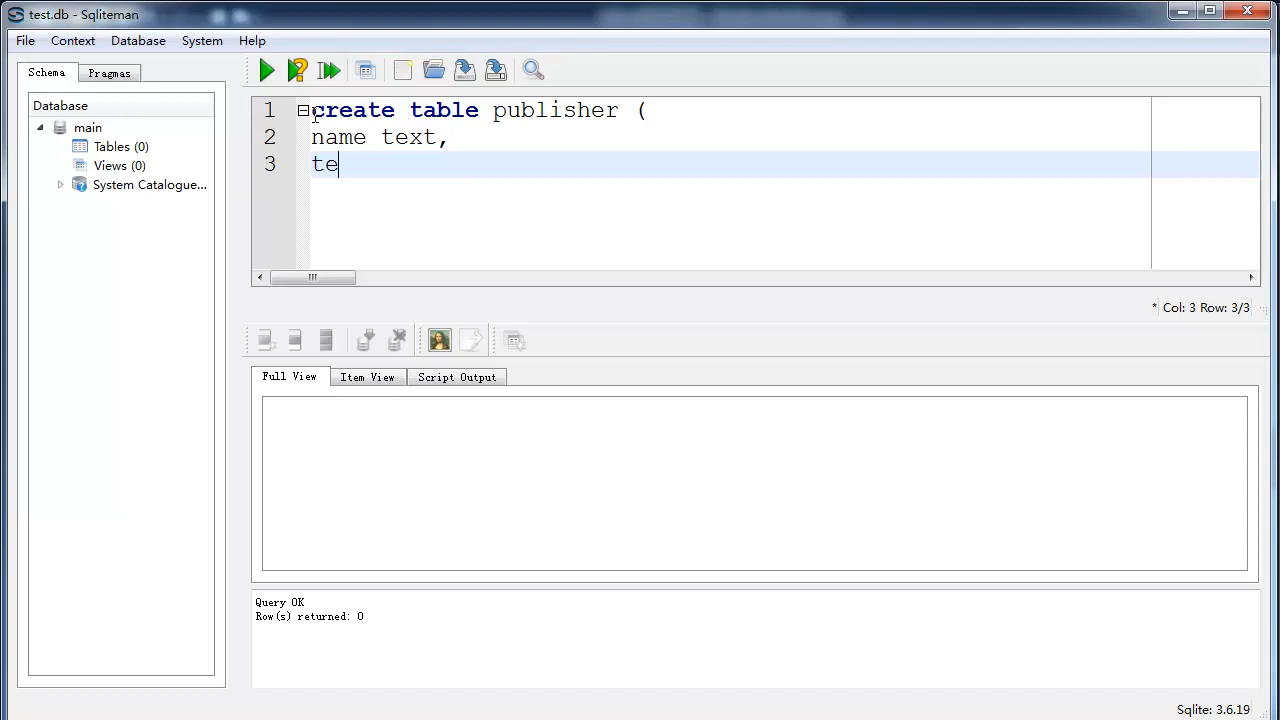 test.db - Sqliteman
File Context Database System Help
Schema Pragmas
Database
main
Tables (0)
Views (0)
System Catalogue...
1 create table publisher (
2 name text,
3 te
* Col: 3 Row: 3/3
Full View Item View Script Output
Query OK
Row(s) returned: 0
Sqlite: 3.6.19